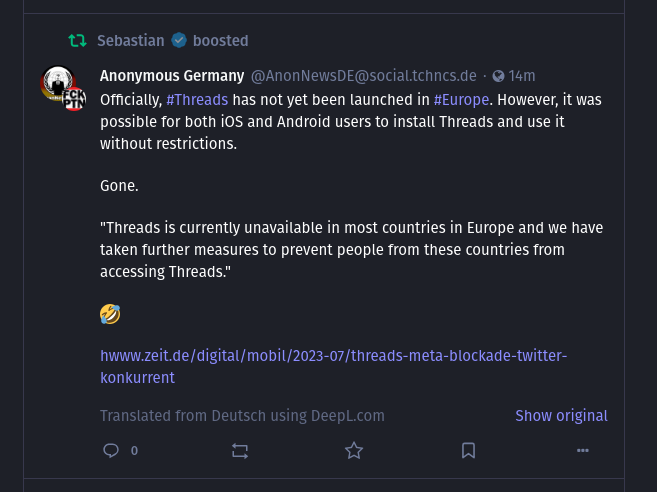 Sebastian boosted
Anonymous Germany @AnonNewsDE@social.tchncs.de · 14m
Officially, #Threads has not yet been launched in #Europe. However, it was
possible for both iOS and Android users to install Threads and use it
without restrictions.
Gone.
"Threads is currently unavailable in most countries in Europe and we have
taken further measures to prevent people from these countries from
accessing Threads."
🤣
hwww.zeit.de/digital/mobil/2023-07/threads-meta-blockade-twitter-
konkurrent
Translated from Deutsch using DeepL.com Show original
0